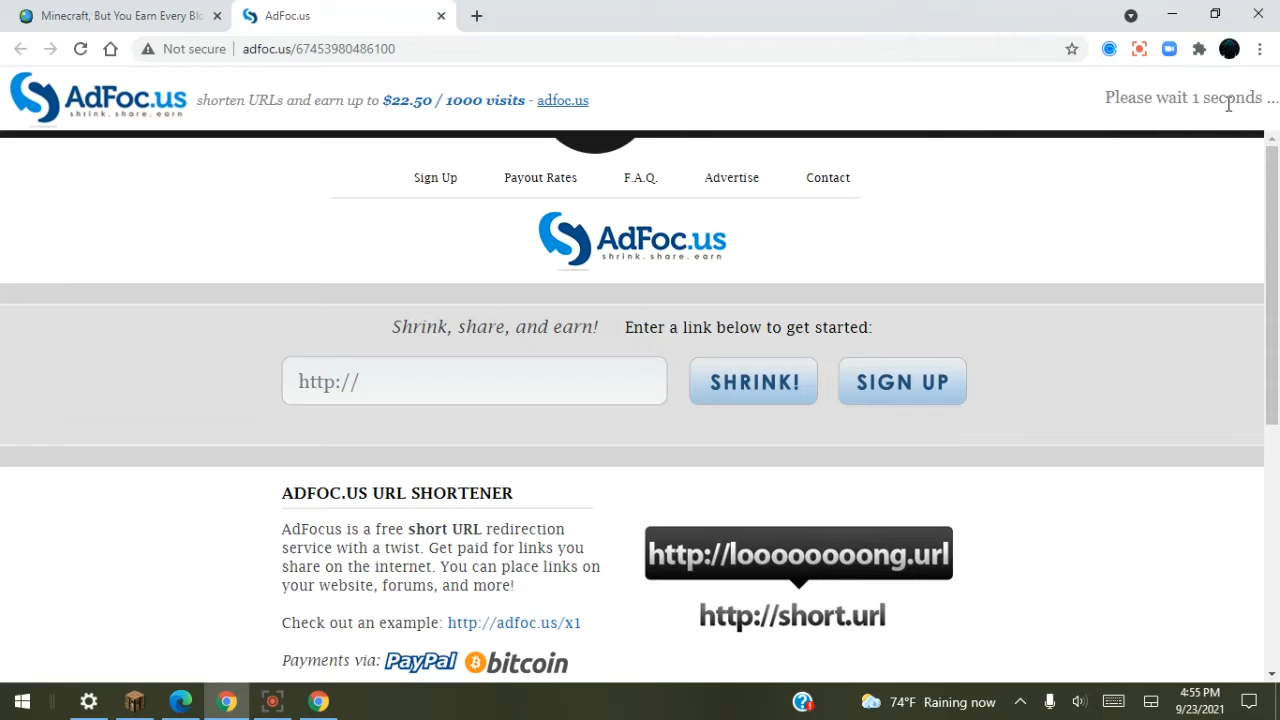 Minecraft, But You Earn Every Blo
AdFoc.us
Not secure
adfoc.us/67453980486100
AdFoc.us
shrink. share. earn
shorten URLs and earn up to $22.50 / 1000 visits - adfoc.us
Please wait 1 seconds ...
Sign Up
Payout Rates
F.A.Q.
Advertise
Contact
AdFoc.us
shrink. share. earn
Shrink, share, and earn!
Enter a link below to get started:
http://
SHRINK!
SIGN UP
ADFOC.US URL SHORTENER
AdFocus is a free short URL redirection
service with a twist. Get paid for links you
share on the internet. You can place links on
your website, forums, and more!
Check out an example: http://adfoc.us/x1
Payments via: PayPal bitcoin
http://loooooooong.url
http://short.url
74°F Raining now
4:55 PM
9/23/2021